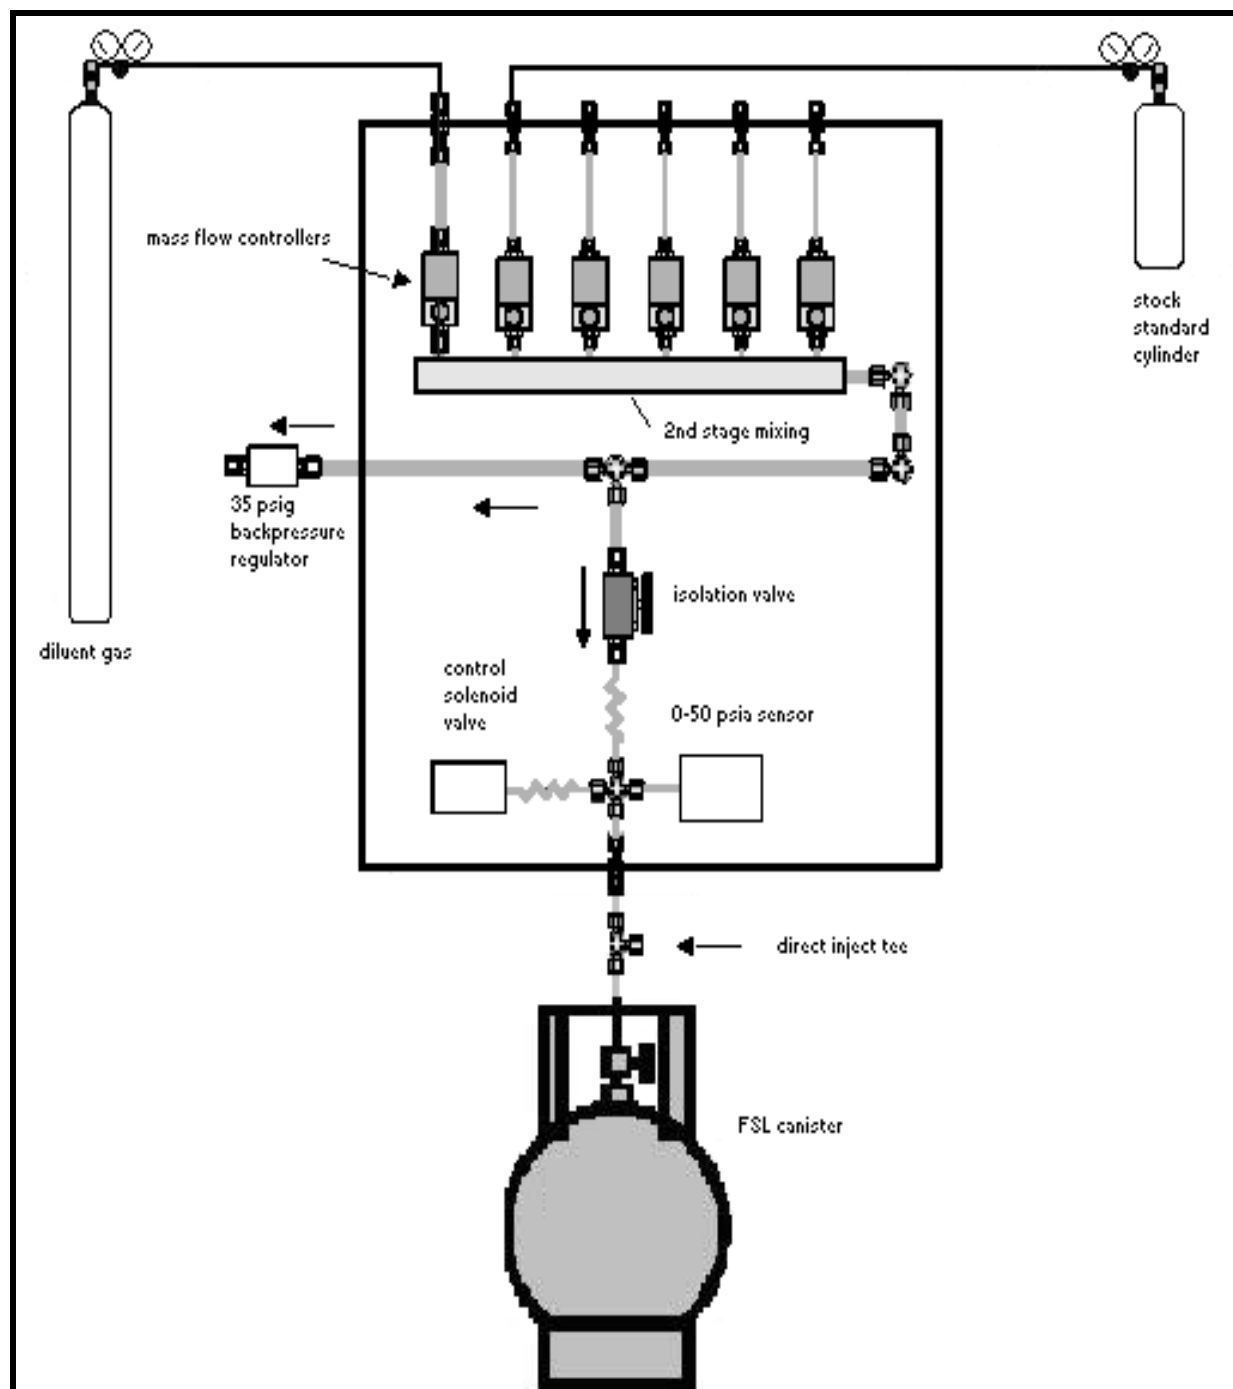 mass flow controllers
stock
standard
cylinder
2nd stage mixing
35 psig
backpressure
regulator
isolation valve
diluent gas
control
solenoid
valve
0-50 psia sensor
direct inject tee
FSL canister